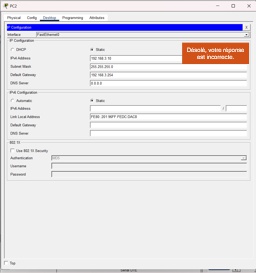 PC2
Physical Config Desktop Programming Attributes
IP Configuration X
Interface FastEthernet0
IP Configuration
DHCP Static
IPv4 Address 192.168.3.10
Subnet Mask 255.255.255.0
Default Gateway 192.168.3.254
DNS Server 0.0.0.0
Désolé, votre réponse
est incorrecte.
IPv6 Configuration
Automatic Static
IPv6 Address /
Link Local Address
Default Gateway
DNS Server
802.1X
Use 802.1X Security
Authentication MD5
Username
Password
Top